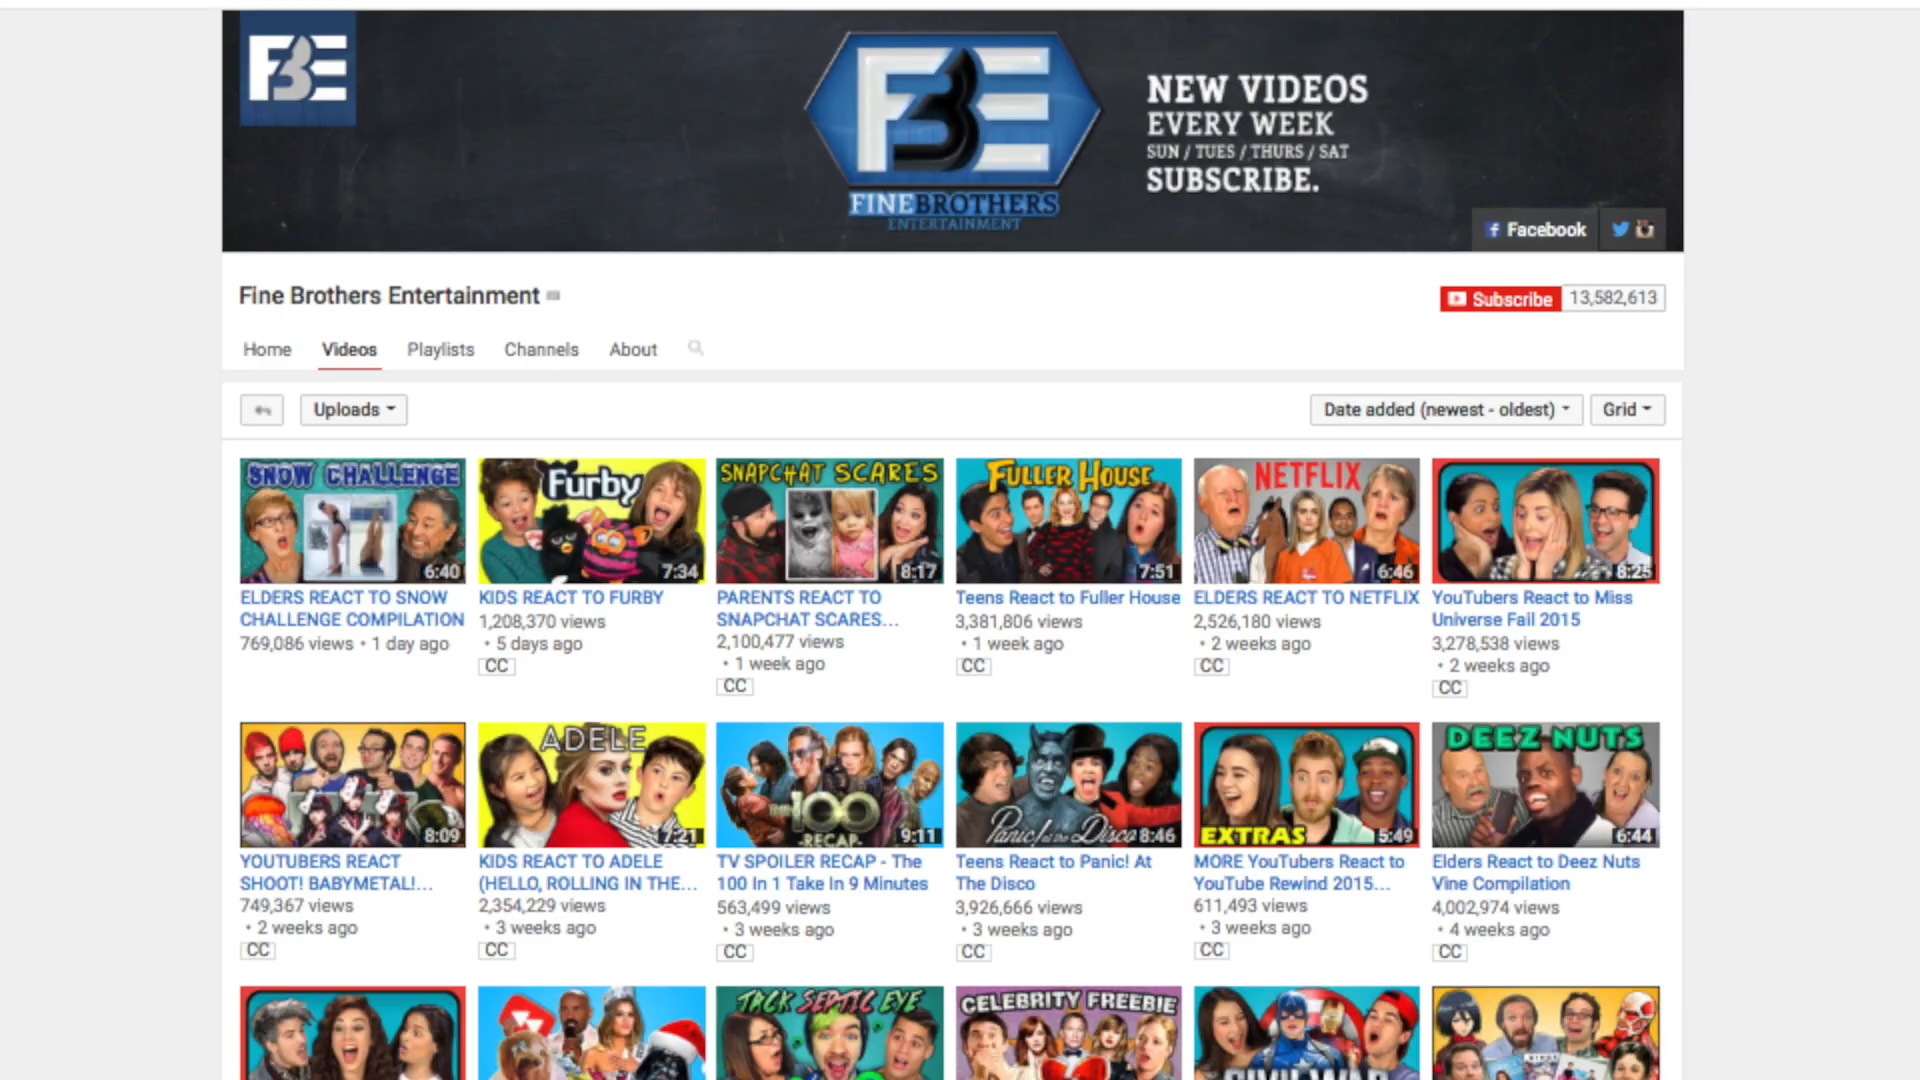 FBE
FBE
NEW VIDEOS
EVERY WEEK
SUN / TUES / THURS / SAT
SUBSCRIBE.
FINEBROTHERS
ENTERTAINMENT
Facebook
Fine Brothers Entertainment
Subscribe 13,582,613
Home Videos Playlists Channels About
Uploads
Date added (newest - oldest) Grid
SNOW CHALLENGE
6:40
Furby
7:34
SNAPCHAT SCARES
8:17
FULLER HOUSE
7:51
NETFLIX
6:46
8:25
ELDERS REACT TO SNOW
CHALLENGE COMPILATION
769,086 views • 1 day ago
KIDS REACT TO FURBY
1,208,370 views
• 5 days ago
CC
PARENTS REACT TO
SNAPCHAT SCARES...
2,100,477 views
• 1 week ago
CC
Teens React to Fuller House
3,381,806 views
• 1 week ago
CC
ELDERS REACT TO NETFLIX
2,526,180 views
• 2 weeks ago
CC
YouTubers React to Miss
Universe Fail 2015
3,278,538 views
• 2 weeks ago
CC
8:09
ADELE
7:21
100
RECAP
9:11
Panic! at the Disco
8:46
EXTRAS
5:49
DEEZ NUTS
6:44
YOUTUBERS REACT
SHOOT! BABYMETAL!...
749,367 views
• 2 weeks ago
CC
KIDS REACT TO ADELE
(HELLO, ROLLING IN THE...
2,354,229 views
• 3 weeks ago
CC
TV SPOILER RECAP - The
100 In 1 Take In 9 Minutes
563,499 views
• 3 weeks ago
CC
Teens React to Panic! At
The Disco
3,926,666 views
• 3 weeks ago
CC
MORE YouTubers React to
YouTube Rewind 2015...
611,493 views
• 3 weeks ago
CC
Elders React to Deez Nuts
Vine Compilation
4,002,974 views
• 4 weeks ago
CC
JACK SEPTIC EYE
CELEBRITY FREEBIE
CIVIL WAR